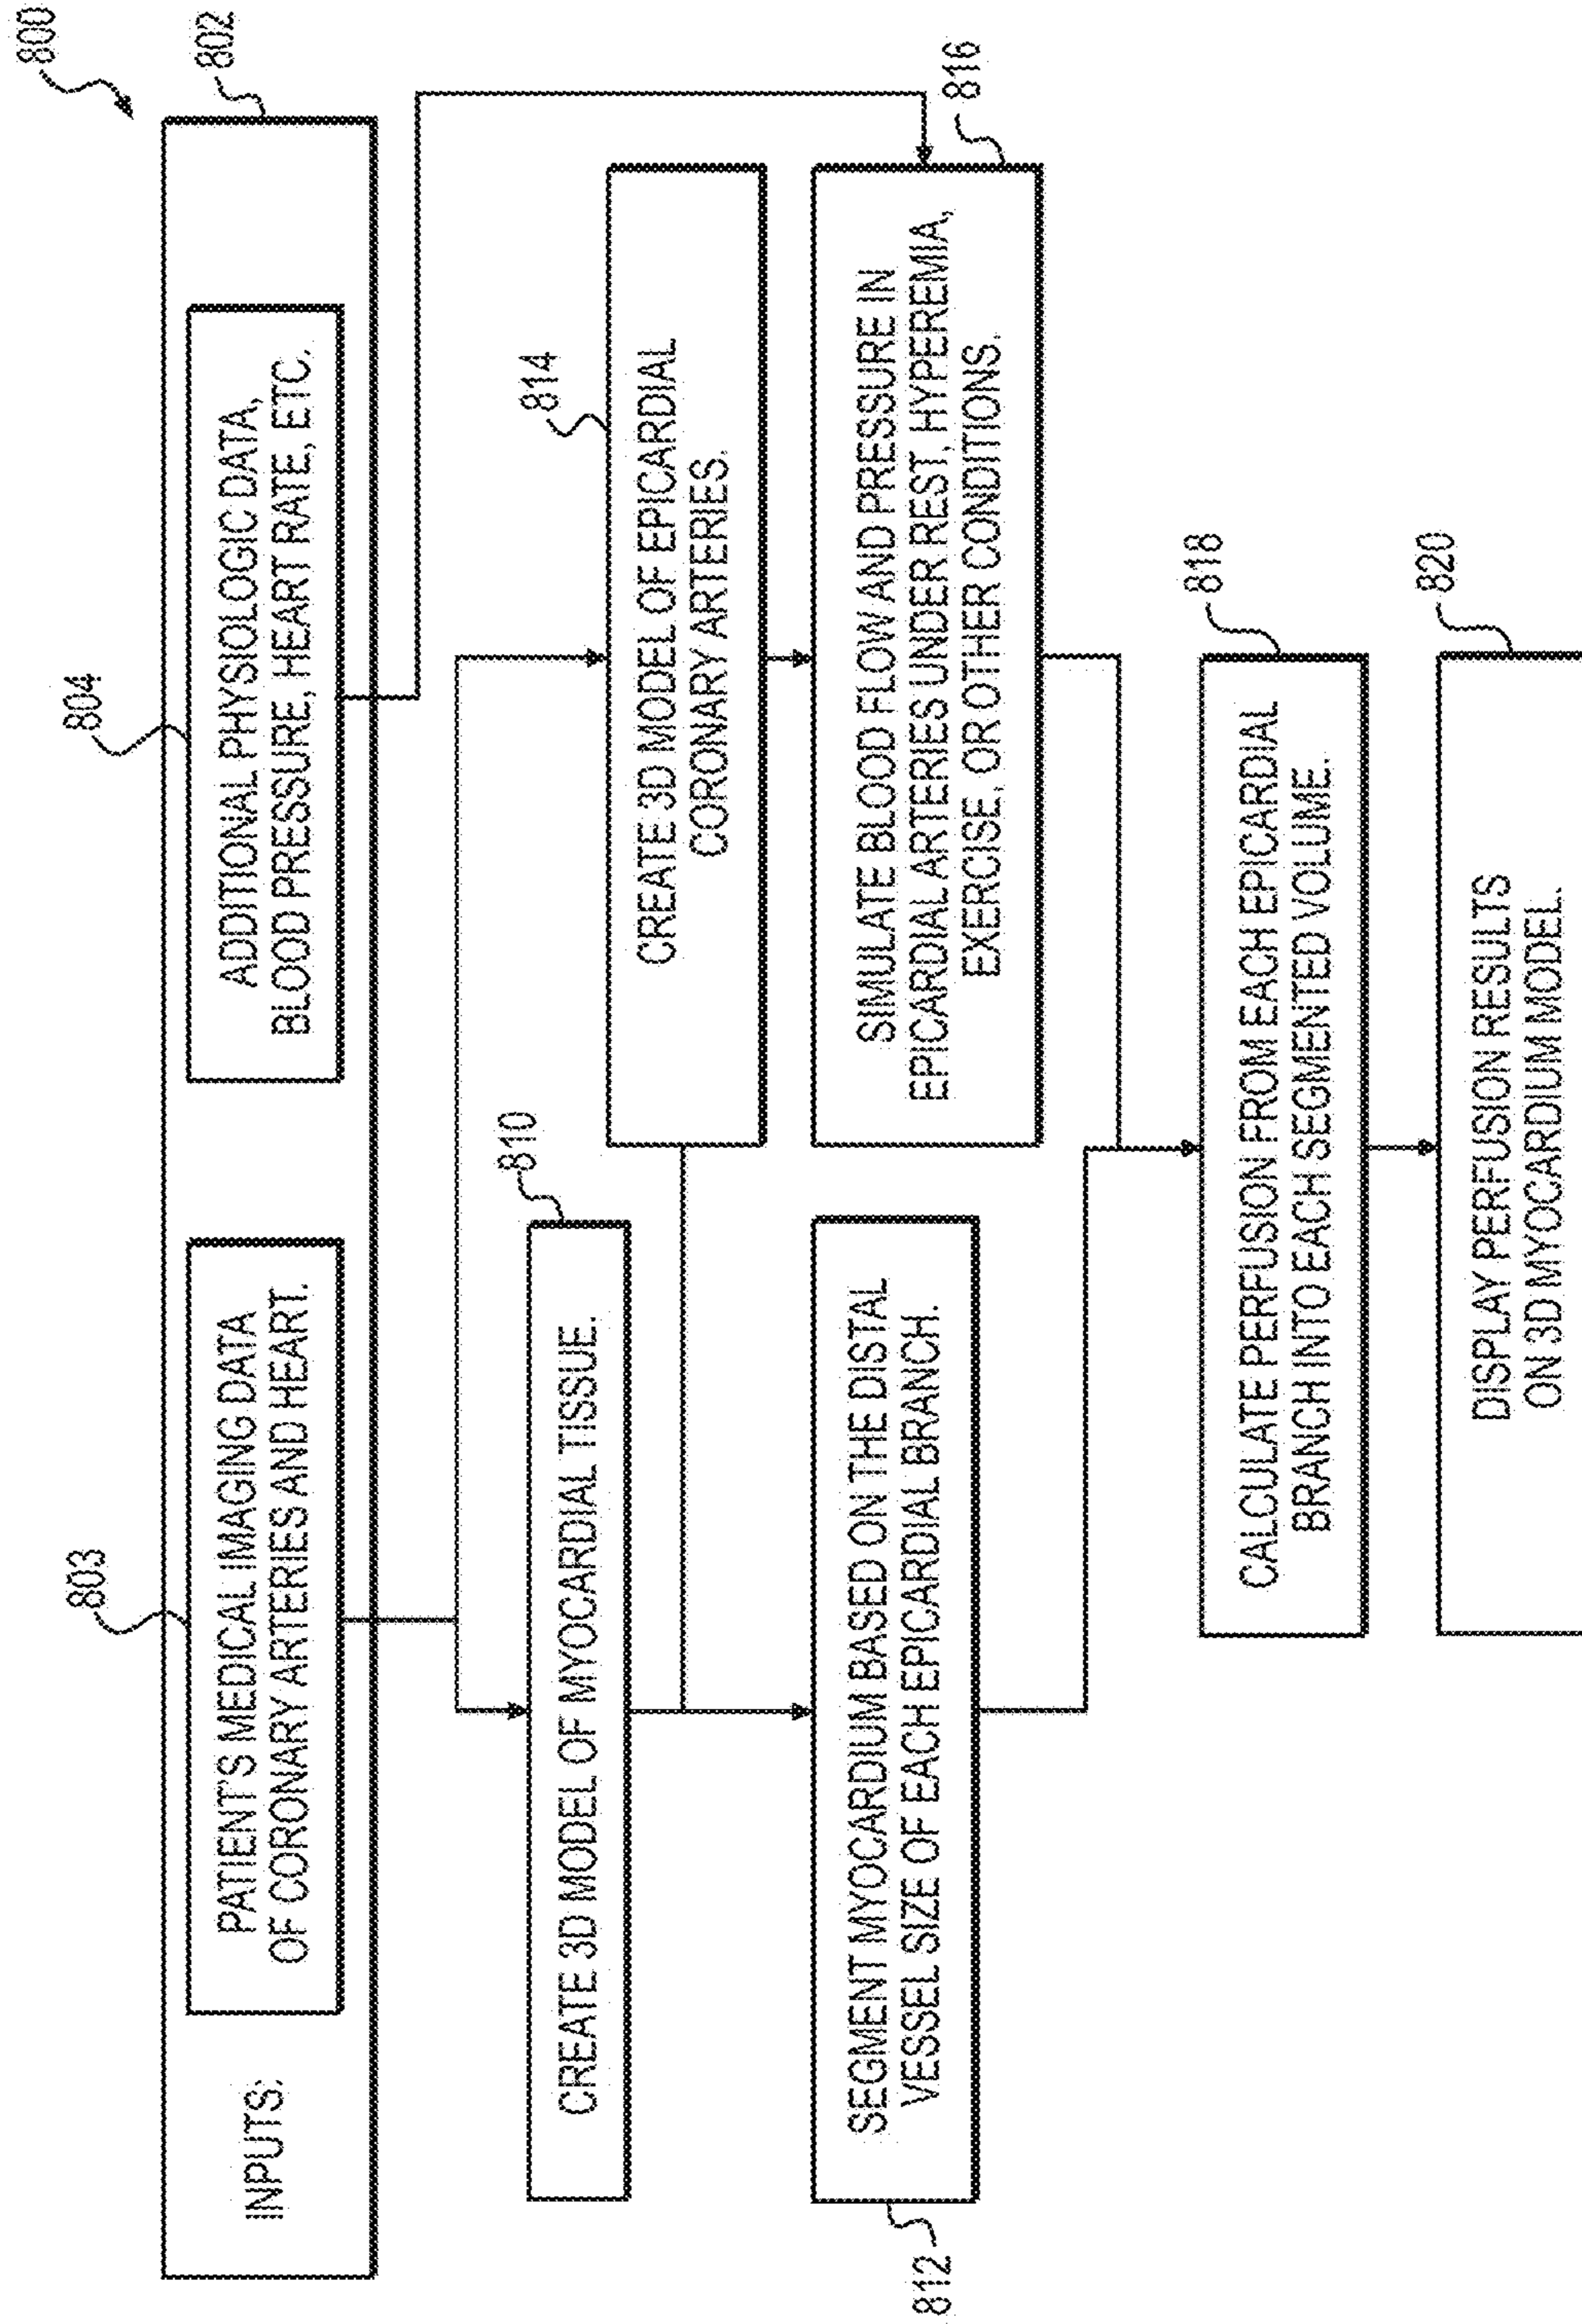 800
802
INPUTS:
803
PATIENT'S MEDICAL IMAGING DATA
OF CORONARY ARTERIES AND HEART.
804
ADDITIONAL PHYSIOLOGIC DATA,
BLOOD PRESSURE, HEART RATE, ETC.
810
CREATE 3D MODEL OF MYOCARDIAL TISSUE.
814
CREATE 3D MODEL OF EPICARDIAL
CORONARY ARTERIES.
812
SEGMENT MYOCARDIUM BASED ON THE DISTAL
VESSEL SIZE OF EACH EPICARDIAL BRANCH.
816
SIMULATE BLOOD FLOW AND PRESSURE IN
EPICARDIAL ARTERIES UNDER REST, HYPEREMIA,
EXERCISE, OR OTHER CONDITIONS.
818
CALCULATE PERFUSION FROM EACH EPICARDIAL
BRANCH INTO EACH SEGMENTED VOLUME.
820
DISPLAY PERFUSION RESULTS
ON 3D MYOCARDIUM MODEL.